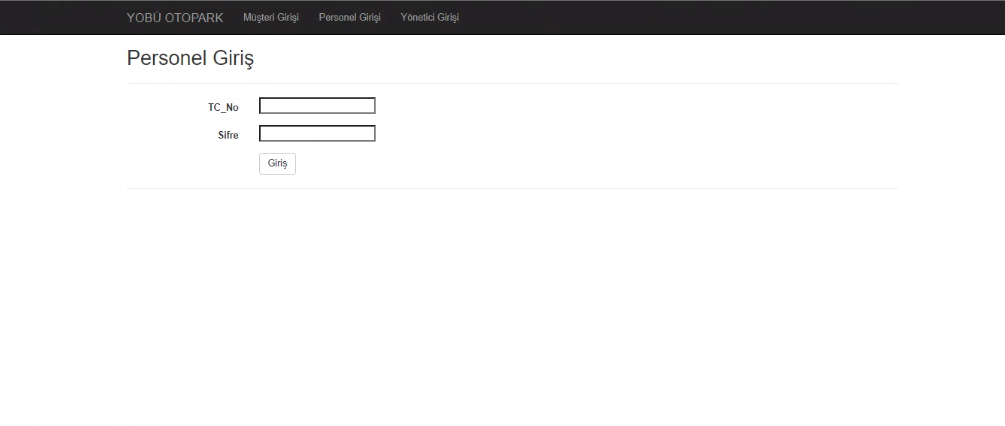 YOBÜ OTOPARK Müşteri Girişi Personel Girişi Yönetici Girişi
Personel Giriş
TC_No
Sifre
Giriş